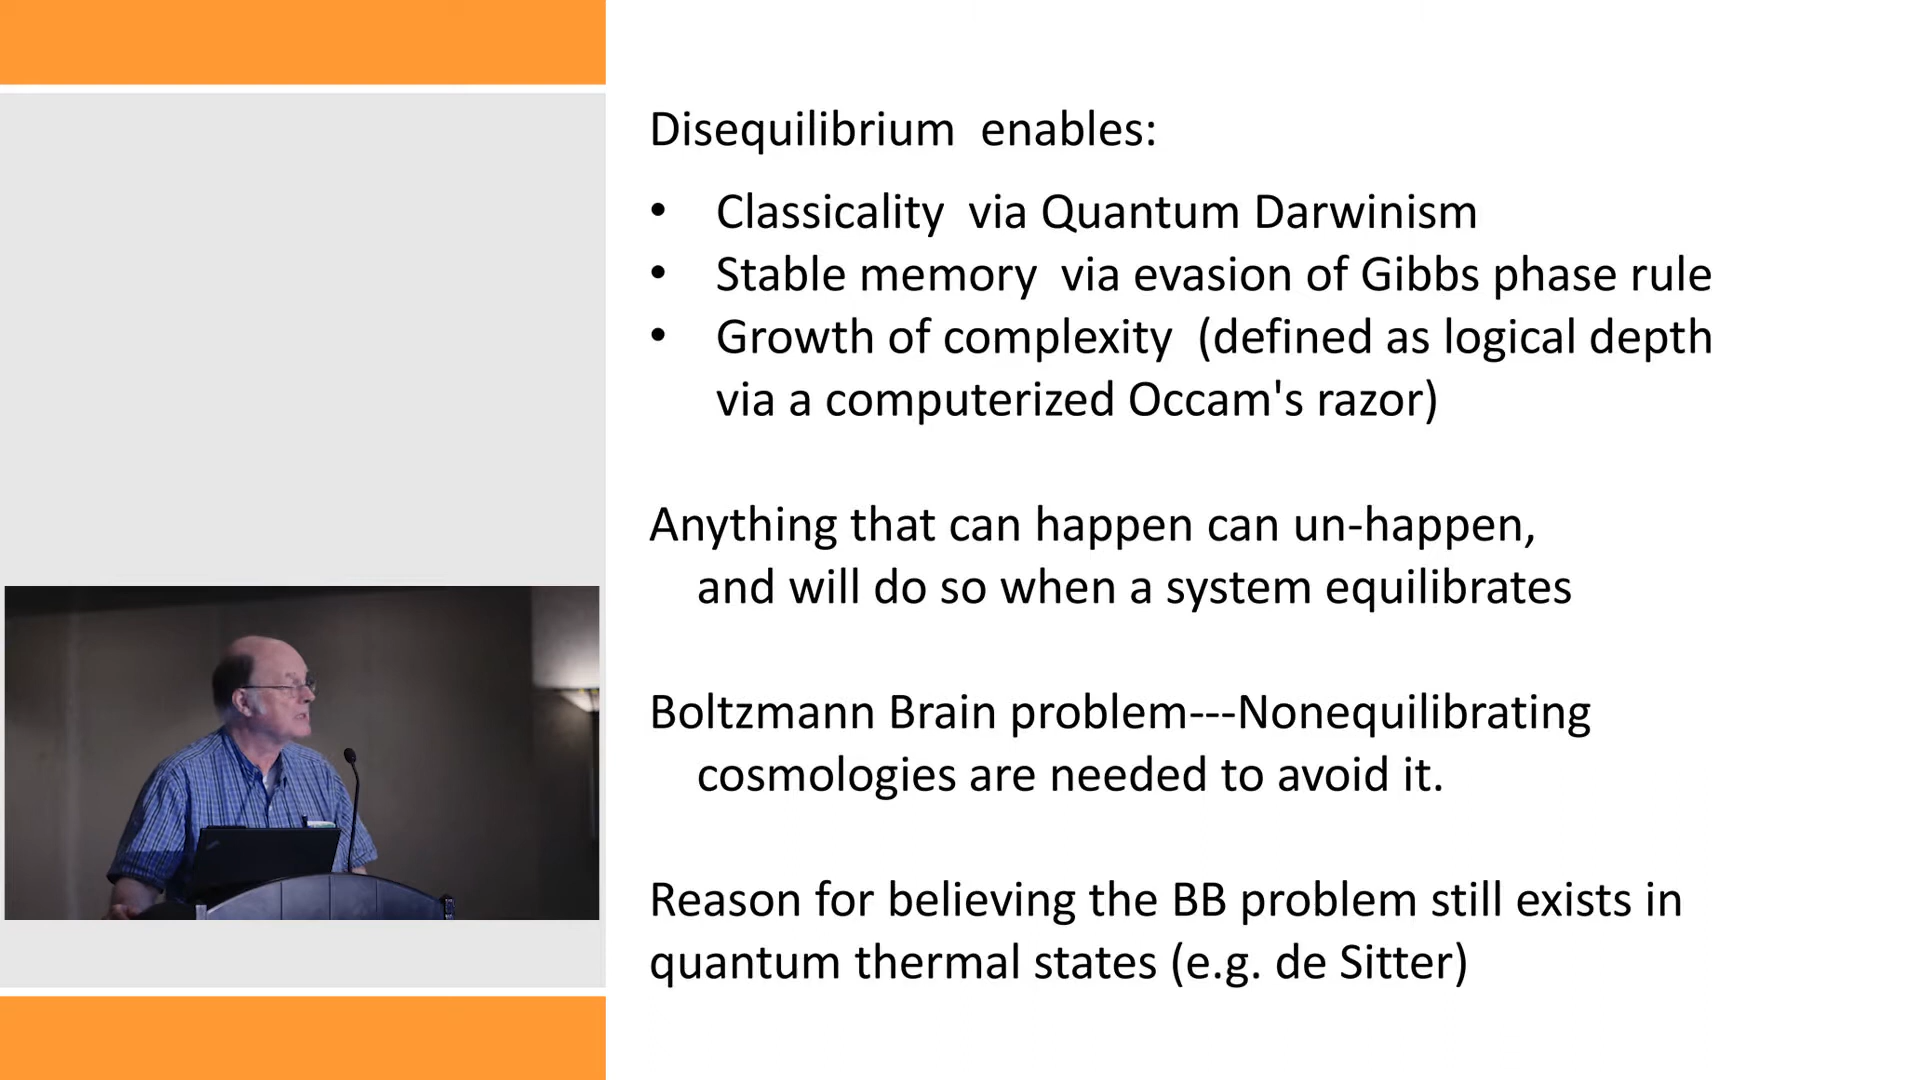 Disequilibrium  enables:
• Classicality  via Quantum Darwinism
• Stable memory  via evasion of Gibbs phase rule
• Growth of complexity  (defined as logical depth
via a computerized Occam's razor)
Anything that can happen can un-happen,
and will do so when a system equilibrates
Boltzmann Brain problem---Nonequilibrating
cosmologies are needed to avoid it.
Reason for believing the BB problem still exists in
quantum thermal states (e.g. de Sitter)